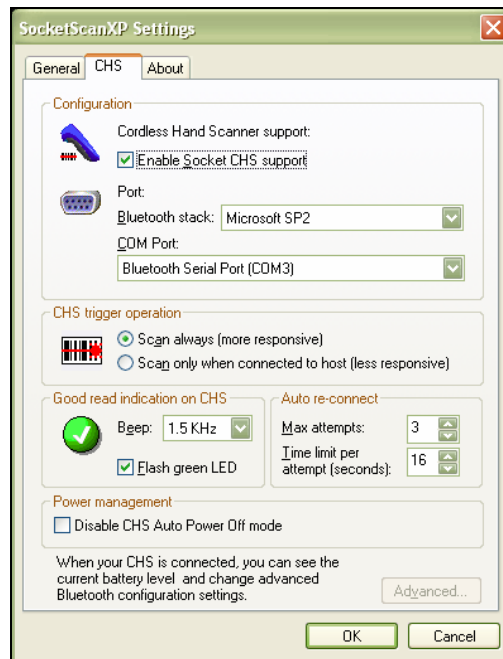 SocketScanXP Settings
General CHS About
Configuration
Cordless Hand Scanner support:
Enable Socket CHS support
Port:
Bluetooth stack: Microsoft SP2
COM Port:
Bluetooth Serial Port (COM3)
CHS trigger operation
Scan always (more responsive)
Scan only when connected to host (less responsive)
Good read indication on CHS
Beep: 1.5 KHz
Flash green LED
Auto re-connect
Max attempts: 3
Time limit per
attempt (seconds): 16
Power management
Disable CHS Auto Power Off mode
When your CHS is connected, you can see the
current battery level and change advanced
Bluetooth configuration settings.
Advanced...
OK Cancel